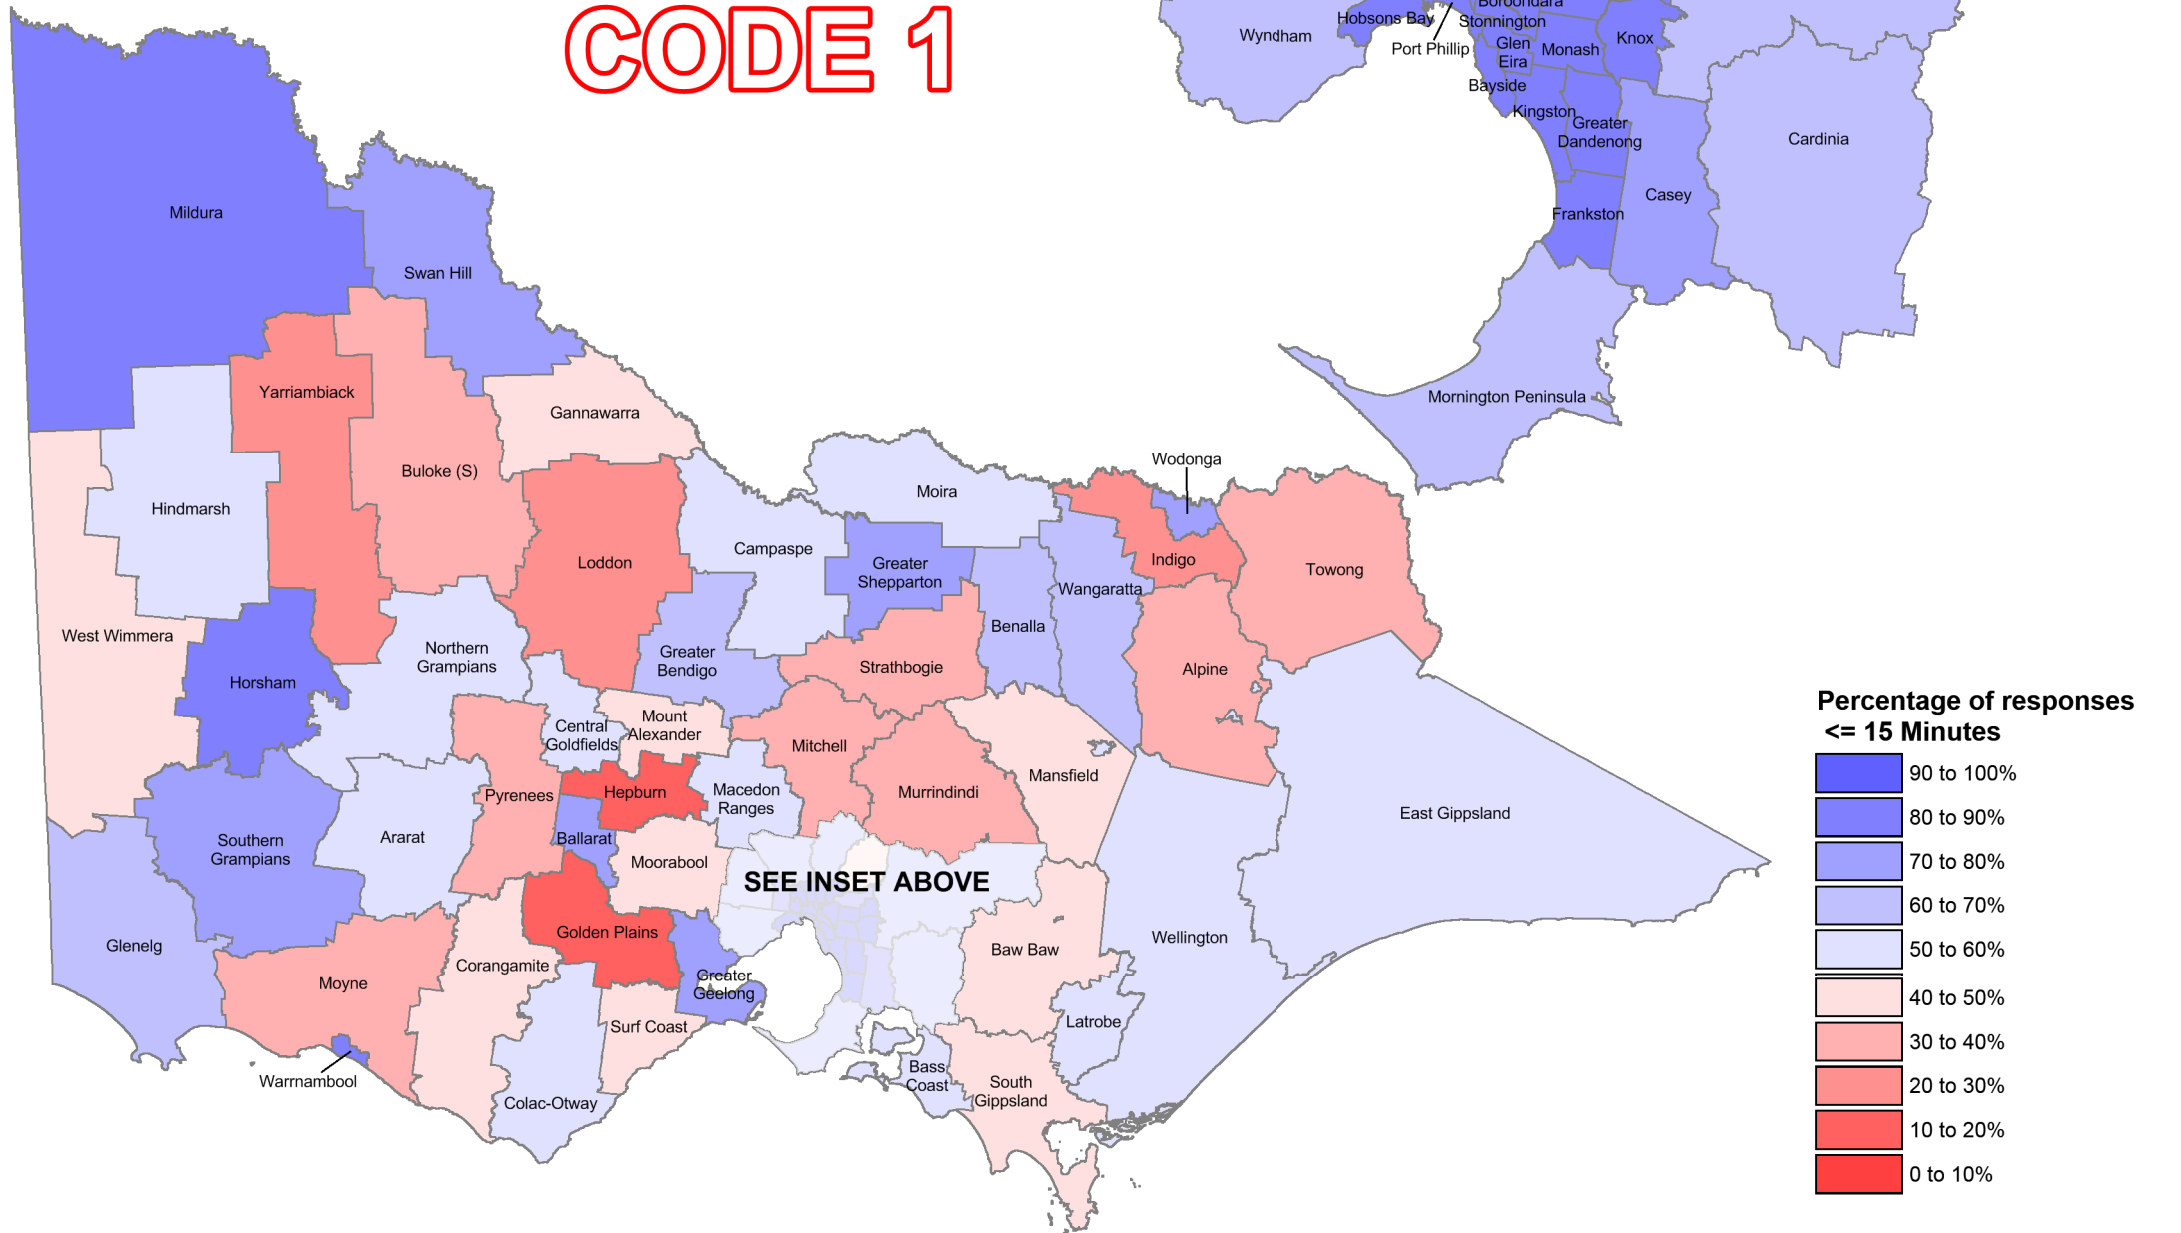 CODE 1
Boroondara
Hobsons Bay
Stonnington
Wyndham
Port Phillip
Glen
Eira
Monash
Knox
Bayside
Kingston
Greater
Dandenong
Cardinia
Casey
Frankston
Mornington Peninsula
Mildura
Swan Hill
Yarriambiack
Gannawarra
Buloke (S)
Hindmarsh
Wodonga
Moira
Campaspe
Loddon
Greater
Shepparton
Indigo
Towong
Wangaratta
West Wimmera
Benalla
Northern
Grampians
Greater
Bendigo
Strathbogie
Alpine
Horsham
Mount
Alexander
Central
Goldfields
Mitchell
Mansfield
Pyrenees
Hepburn
Macedon
Ranges
Murrindindi
East Gippsland
Ararat
Ballarat
Southern
Grampians
Moorabool
SEE INSET ABOVE
Golden Plains
Wellington
Glenelg
Baw Baw
Corangamite
Moyne
Greater
Geelong
Surf Coast
Latrobe
Warrnambool
Bass
Coast
South
Gippsland
Colac-Otway
Percentage of responses
<= 15 Minutes
90 to 100%
80 to 90%
70 to 80%
60 to 70%
50 to 60%
40 to 50%
30 to 40%
20 to 30%
10 to 20%
0 to 10%